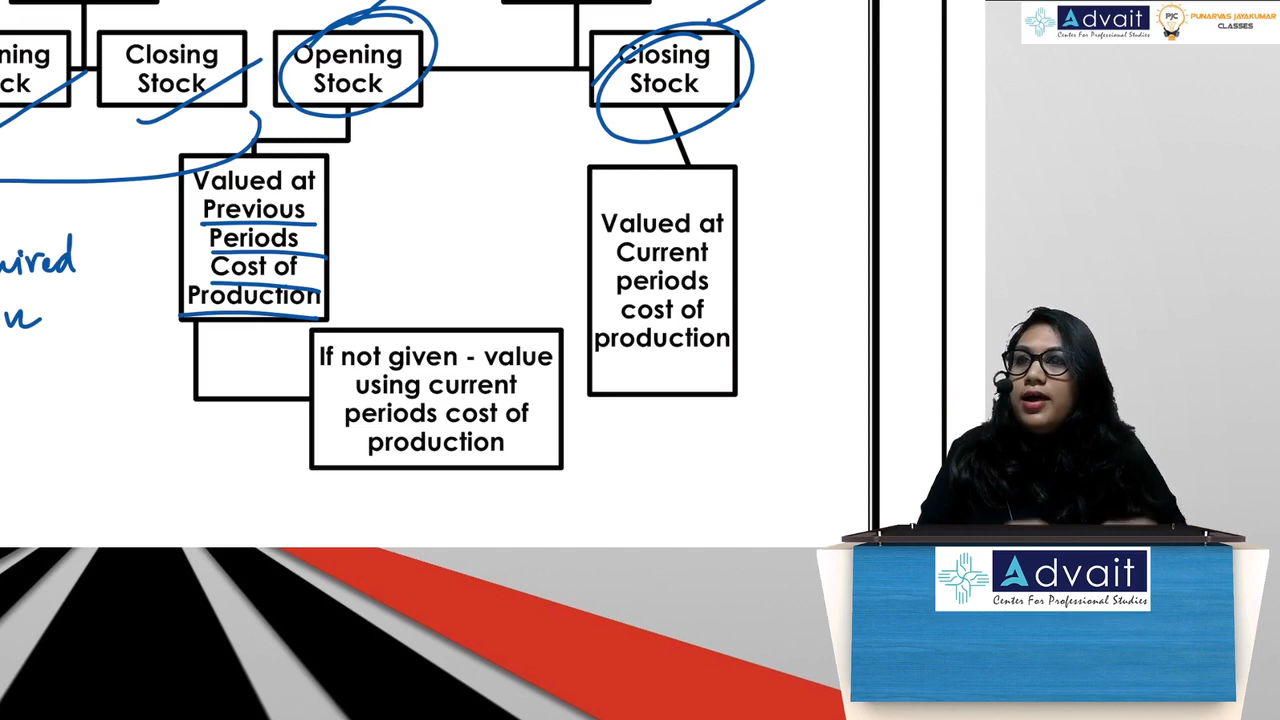 Advait
Center For Professional Studies
PJC
PUNARVAS JAYAKUMAR
CLASSES
ning
ck
Closing
Stock
Opening
Stock
Closing
Stock
Valued at
Previous
Periods
Cost of
Production
Valued at
Current
periods
cost of
production
If not given - value
using current
periods cost of
production
Advait
Center For Professional Studies